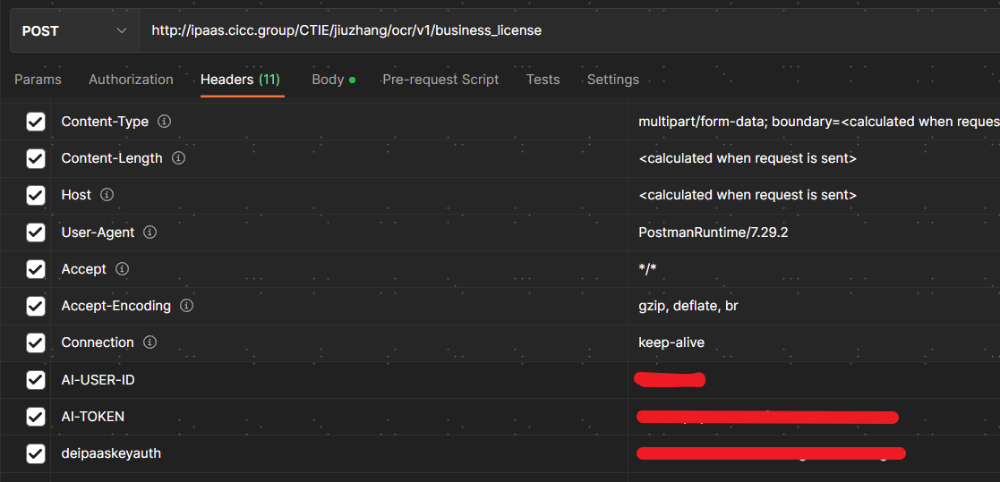 POST http://ipaas.cicc.group/CTIE/jiuzhang/ocr/v1/business_license
Params Authorization Headers (11) Body Pre-request Script Tests Settings
Content-Type multipart/form-data; boundary=<calculated when reques
Content-Length <calculated when request is sent>
Host <calculated when request is sent>
User-Agent PostmanRuntime/7.29.2
Accept */*
Accept-Encoding gzip, deflate, br
Connection keep-alive
AI-USER-ID
AI-TOKEN
deipaaskeyauth